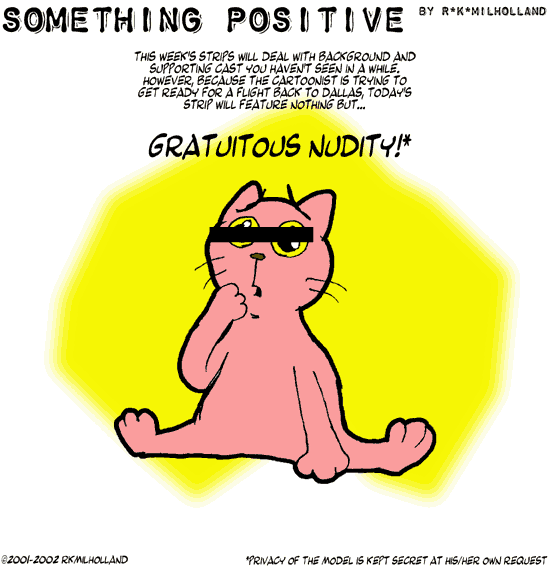 SOMETHING POSITIVE BY R*K*MILHOLLAND
THIS WEEK'S STRIPS WILL DEAL WITH BACKGROUND AND
SUPPORTING CAST YOU HAVEN'T SEEN IN A WHILE.
HOWEVER, BECAUSE THE CARTOONIST IS TRYING TO
GET READY FOR A FLIGHT BACK TO DALLAS, TODAY'S
STRIP WILL FEATURE NOTHING BUT...
GRATUITOUS NUDITY!*
©2001-2002 RKMILHOLLAND
*PRIVACY OF THE MODEL IS KEPT SECRET AT HIS/HER OWN REQUEST